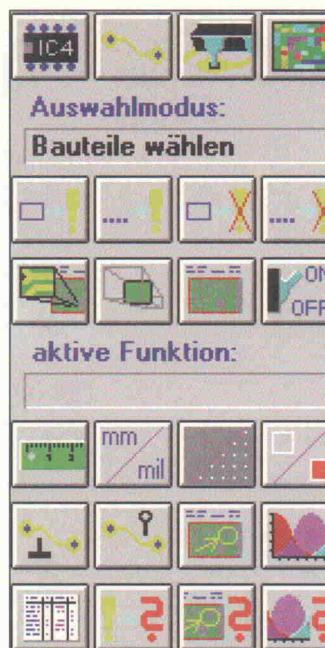 IC4
Auswahlmodus:
Bauteile wählen
ON
OFF
aktive Funktion:
mm
mil